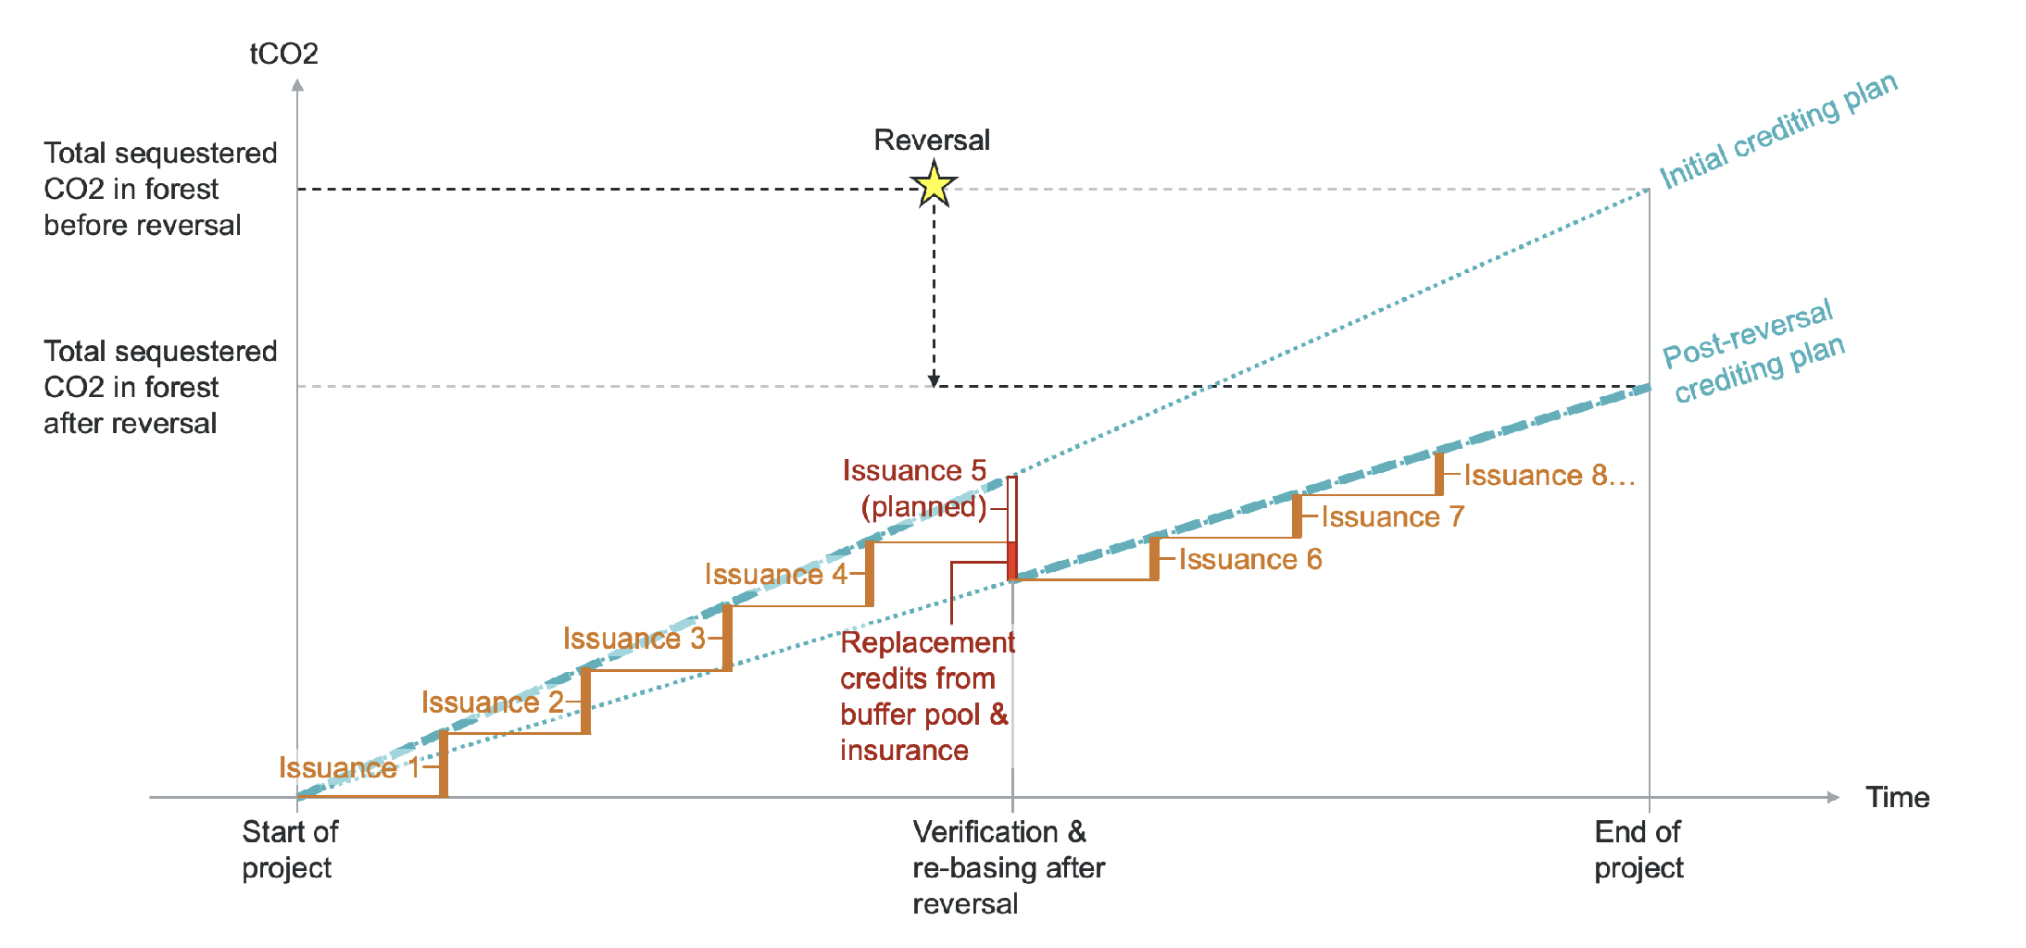 tCO2
Total sequestered
CO2 in forest
before reversal
Reversal
Initial crediting plan
Total sequestered
CO2 in forest
after reversal
Post-reversal
crediting plan
Issuance 5
(planned)
Issuance 8...
Issuance 7
Issuance 6
Issuance 4
Issuance 3
Issuance 2
Issuance 1
Replacement
credits from
buffer pool &
insurance
Time
Start of
project
Verification &
re-basing after
reversal
End of
project